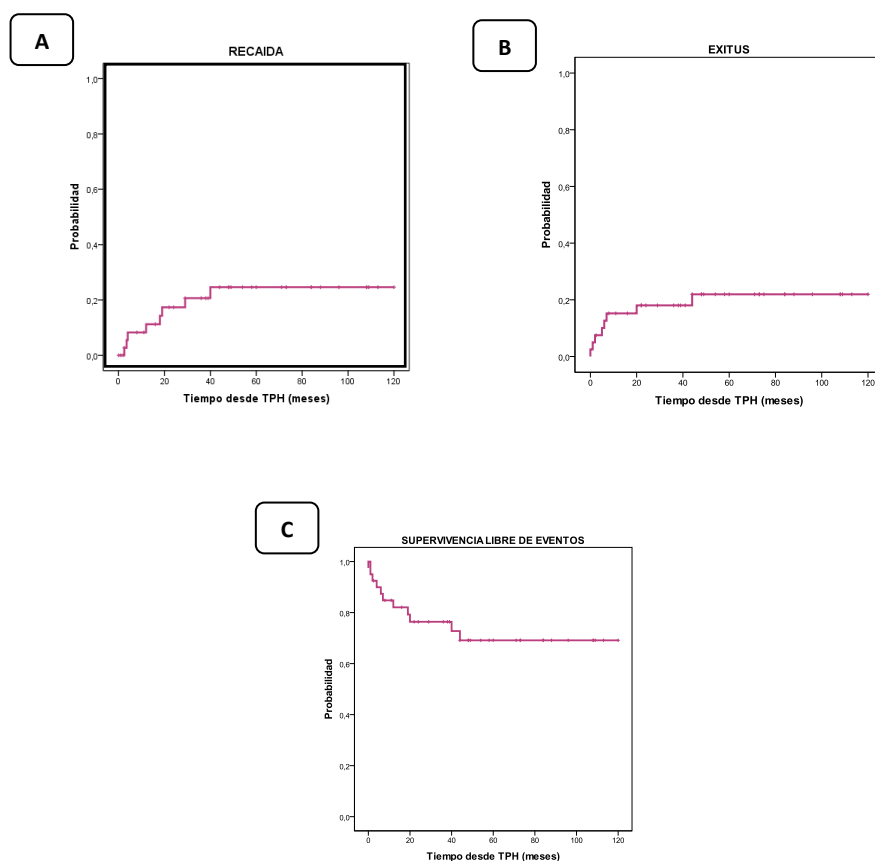 A
RECAIDA
Probabilidad
1,0
0,8
0,6
0,4
0,2
0,0
0 20 40 60 80 100 120
Tiempo desde TPH (meses)
B
EXITUS
Probabilidad
1,0
0,8
0,6
0,4
0,2
0,0
0 20 40 60 80 100 120
Tiempo desde TPH (meses)
C
SUPERVIVENCIA LIBRE DE EVENTOS
Probabilidad
1,0
0,8
0,6
0,4
0,2
0,0
0 20 40 60 80 100 120
Tiempo desde TPH (meses)